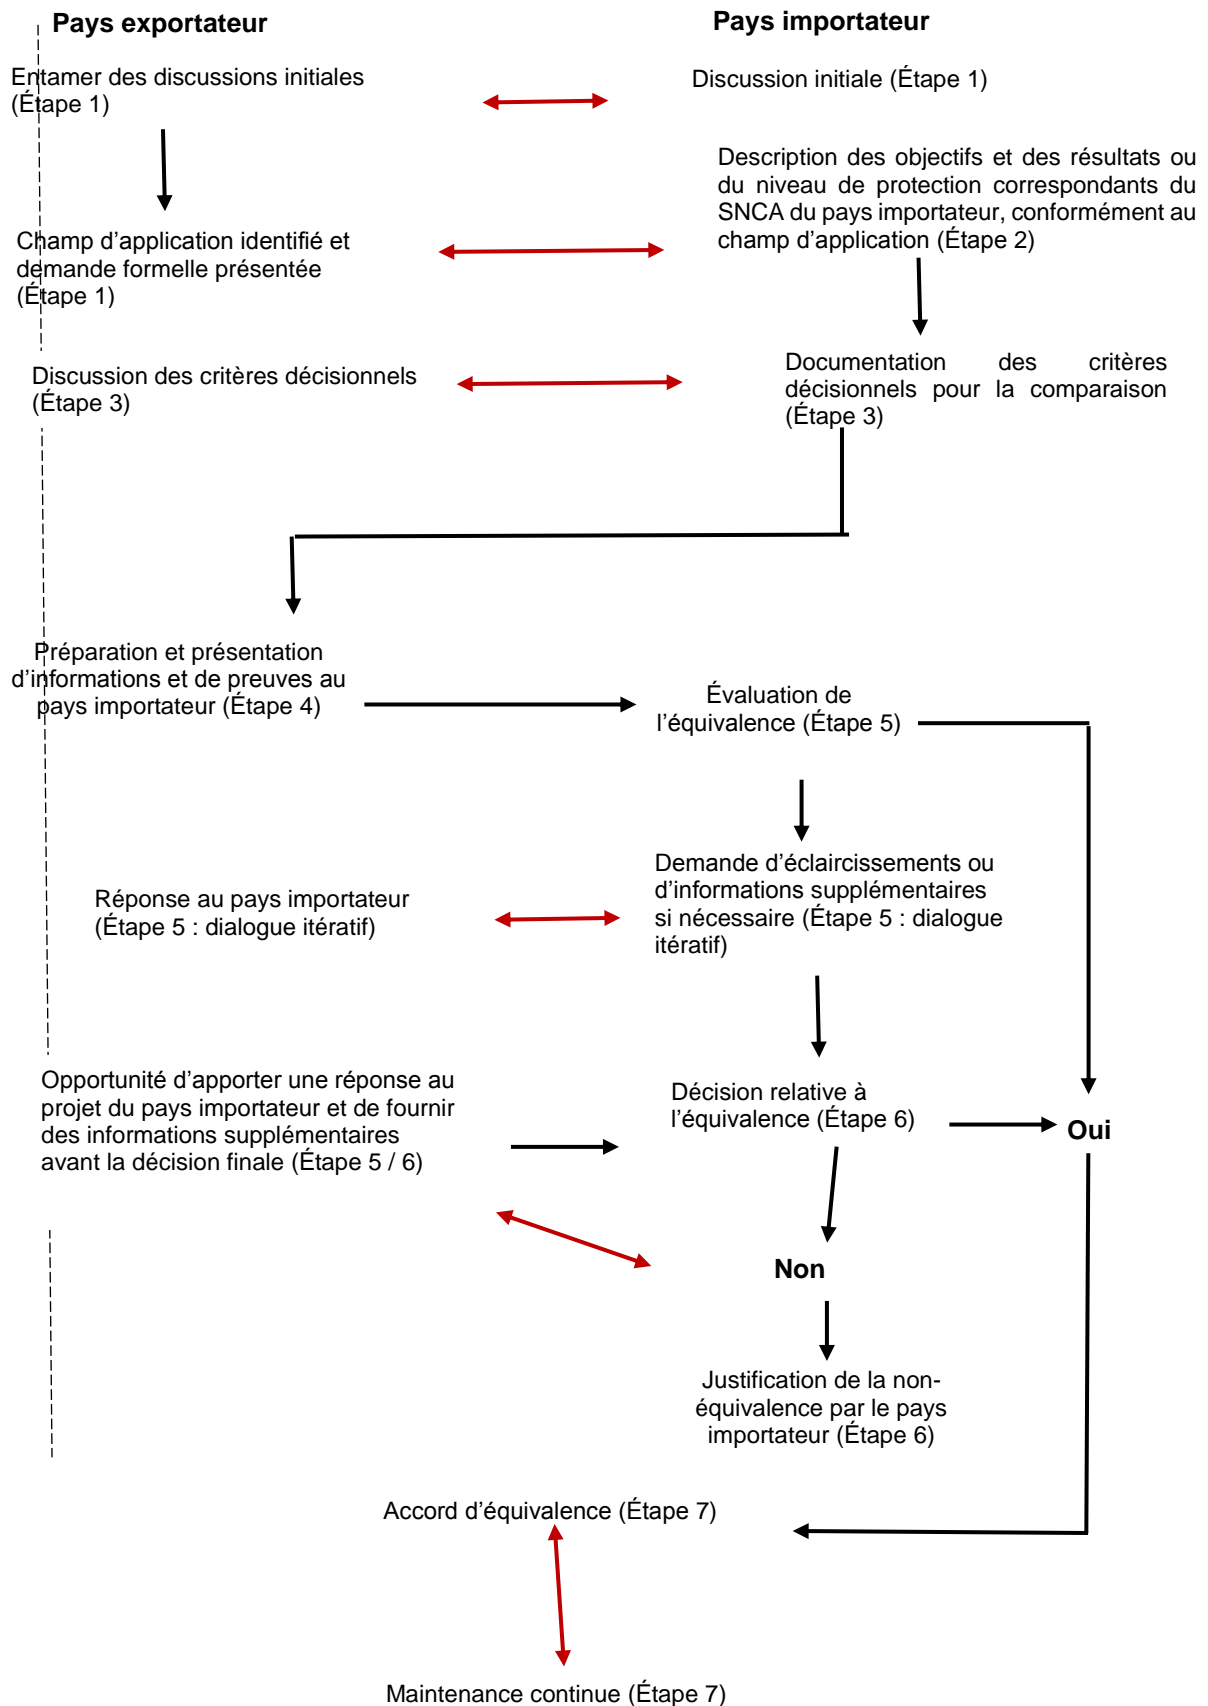 Pays exportateur
Pays importateur
Entamer des discussions initiales
(Étape 1)
Discussion initiale (Étape 1)
Description des objectifs et des résultats ou
du niveau de protection correspondants du
SNCA du pays importateur, conformément au
champ d’application (Étape 2)
Champ d’application identifié et
demande formelle présentée
(Étape 1)
Discussion des critères décisionnels
(Étape 3)
Documentation des critères
décisionnels pour la comparaison
(Étape 3)
Préparation et présentation
d’informations et de preuves au
pays importateur (Étape 4)
Évaluation de
l’équivalence (Étape 5)
Réponse au pays importateur
(Étape 5 : dialogue itératif)
Demande d’éclaircissements ou
d’informations supplémentaires
si nécessaire (Étape 5 : dialogue
itératif)
Opportunité d’apporter une réponse au
projet du pays importateur et de fournir
des informations supplémentaires
avant la décision finale (Étape 5 / 6)
Décision relative à
l’équivalence (Étape 6)
Oui
Non
Justification de la non-
équivalence par le pays
importateur (Étape 6)
Accord d’équivalence (Étape 7)
Maintenance continue (Étape 7)